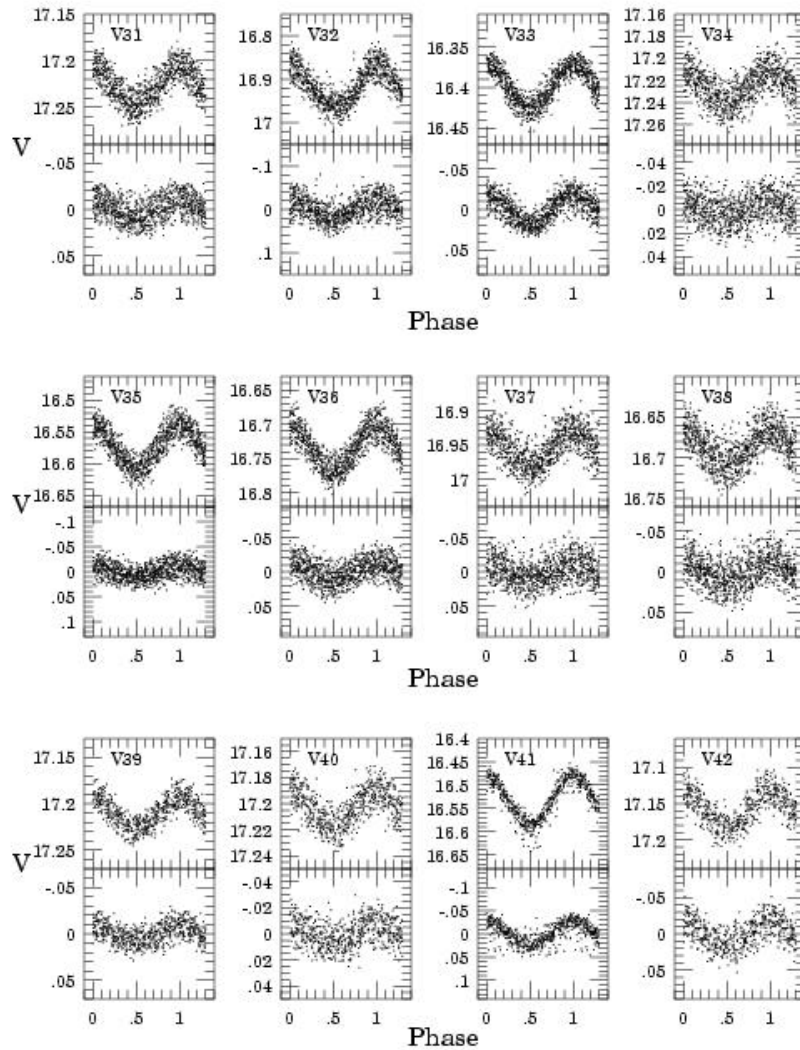 V31 V32 V33 V34
17.15 16.8 16.35 17.16
17.2 16.9 16.4 17.18
17.25 17 16.45 17.20
17.22
17.24
17.26
V
-.05 -.1 -.05 -.04
0 0 0 -.02
.05 .1 .05 0
.02
.04
0 .5 1 0 .5 1 0 .5 1 0 .5 1
Phase
V35 V36 V37 V38
16.5 16.65 16.9 16.65
16.55 16.7 16.95 16.7
16.6 16.75 17 16.75
16.65 16.8
V
-.1 -.05 -.05 -.05
-.05 0 0 0
0 .05 .05 .05
.05
.1
0 .5 1 0 .5 1 0 .5 1 0 .5 1
Phase
V39 V40 V41 V42
17.15 17.16 16.4 17.1
17.2 17.18 16.45 17.15
17.25 17.2 16.5 17.2
17.22 16.55
17.24 16.6
16.65
V
-.05 -.04 -.1 -.05
0 -.02 -.05 0
.05 0 0 .05
.02 .05
.04 .1
0 .5 1 0 .5 1 0 .5 1 0 .5 1
Phase